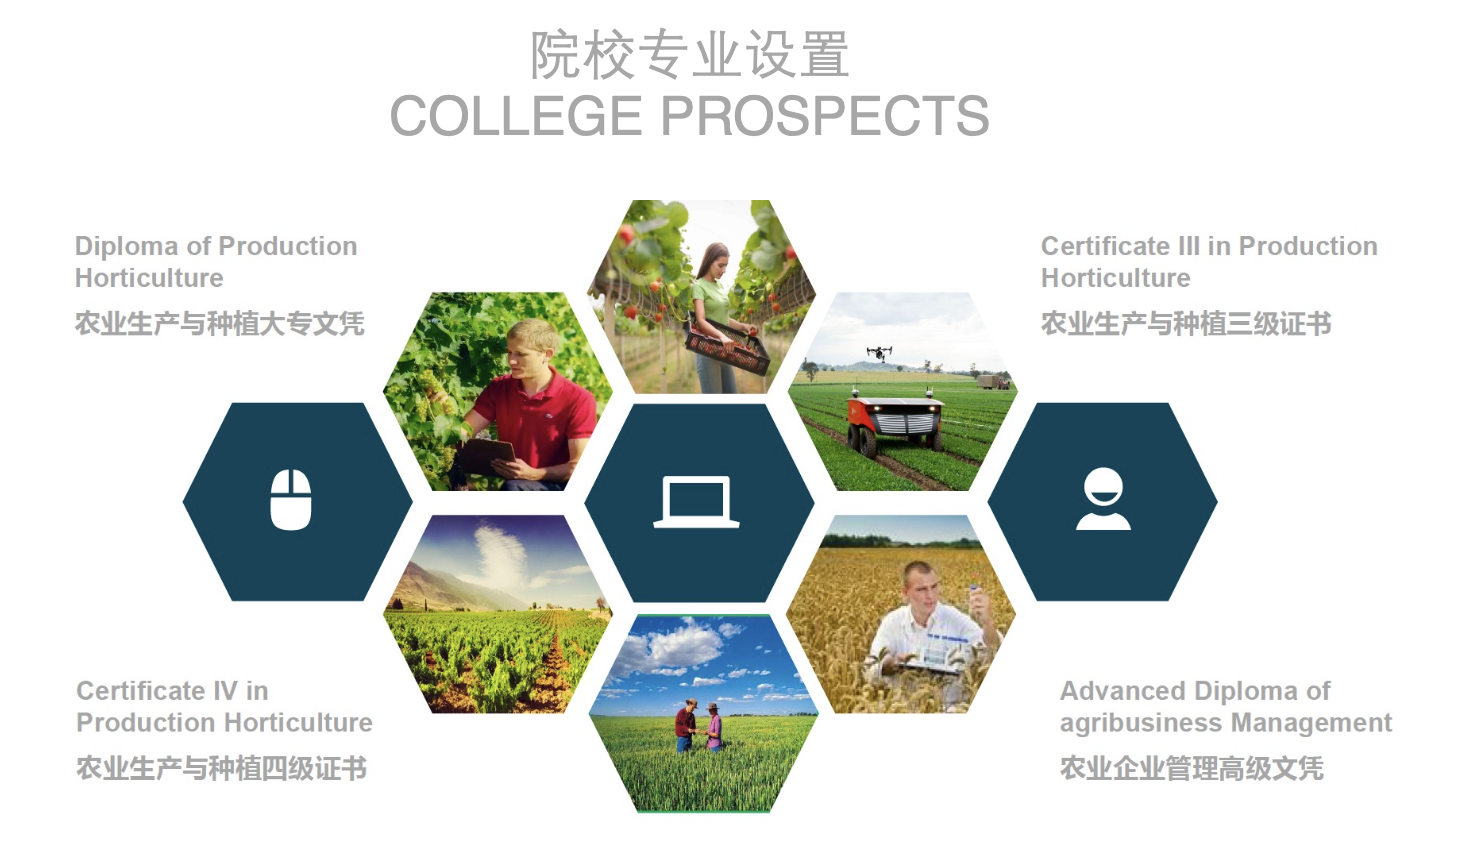 院校专业设置
COLLEGE PROSPECTS
Diploma of Production
Horticulture
农业生产与种植大专文凭
Certificate III in Production
Horticulture
农业生产与种植三级证书
Certificate IV in
Production Horticulture
农业生产与种植四级证书
Advanced Diploma of
agribusiness Management
农业企业管理高级文凭